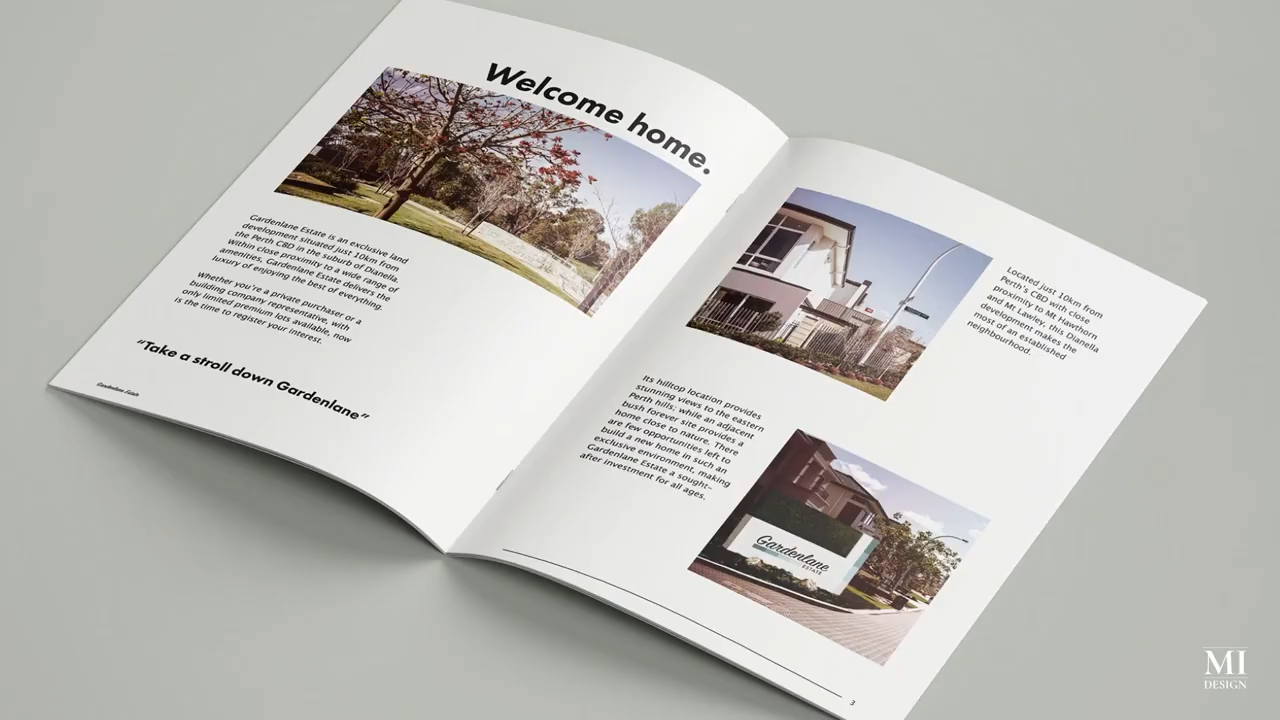 Welcome home.
Gardenlane Estate is an exclusive land
development situated just 10km from
the Perth CBD in the suburb of Dianella.
Within close proximity to a wide range of
amenities, Gardenlane Estate delivers the
luxury of enjoying the best of everything.
Whether you're a private purchaser or a
building company representative, with
only limited premium lots available, now
is the time to register your interest.
"Take a stroll down Gardenlane"
Gardenlane Estate
Located just 10km from
Perth's CBD with close
proximity to Mt Hawthorn
and Mt Lawley, this Dianella
development makes the
most of an established
neighbourhood.
Its hilltop location provides
stunning views to the eastern
Perth hills; while an adjacent
bush forever site provides a
home close to nature. There
are few opportunities left to
build a new home in such an
exclusive environment, making
Gardenlane Estate a sought-
after investment for all ages.
Gardenlane
ESTATE
3
MI
DESIGN